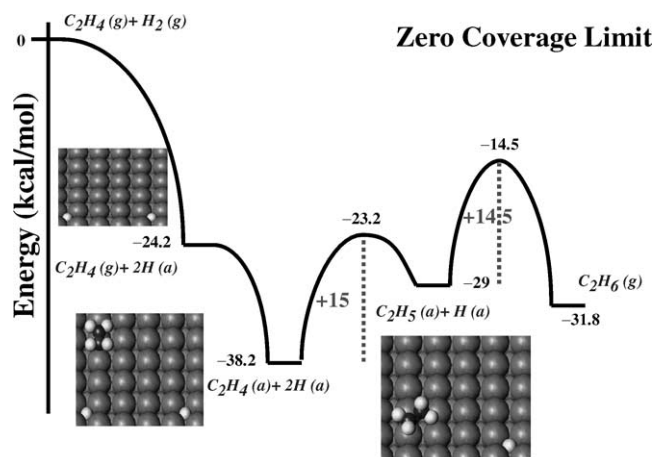 C₂H₄ (g)+ H₂ (g)
Zero Coverage Limit
0
Energy (kcal/mol)
−14.5
+14.5
−23.2
−24.2
C₂H₄ (g)+ 2H (a)
+15
−29
C₂H₆ (g)
−31.8
C₂H₅ (a)+ H (a)
−38.2
C₂H₄ (a)+ 2H (a)